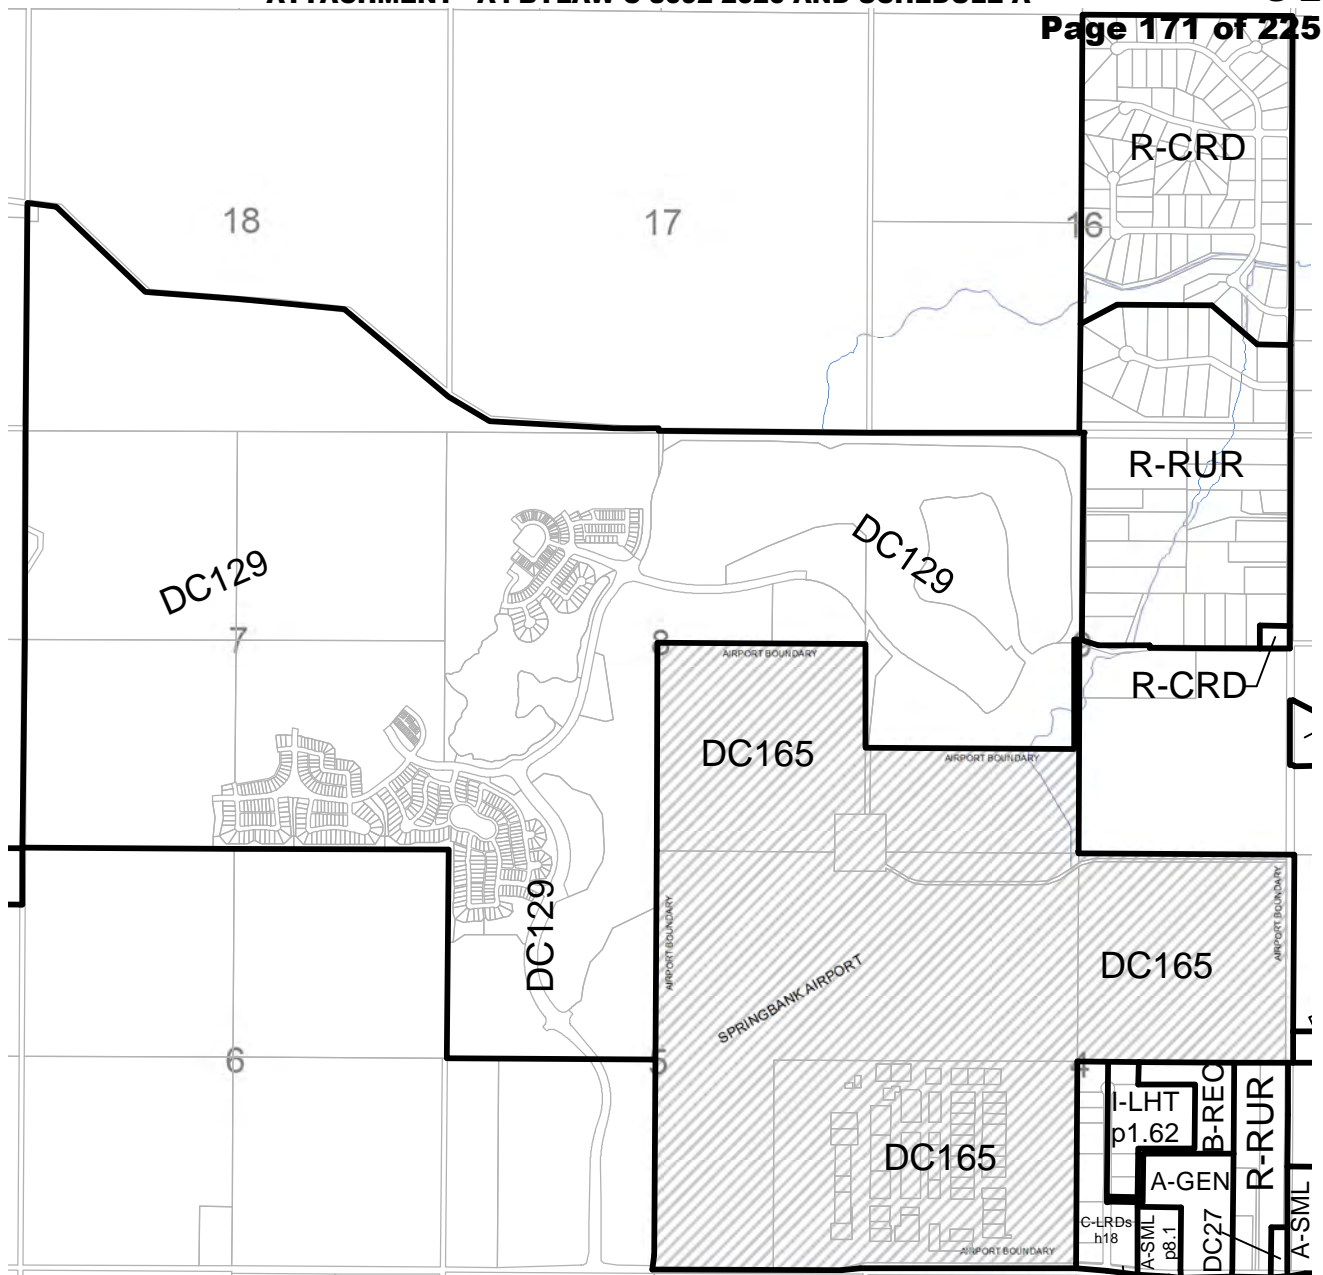 Page 171 of 225
R-CRD
18
17
16
R-RUR
DC129
DC129
7
8
AIRPORT BOUNDARY
R-CRD
DC165
AIRPORT BOUNDARY
DC129
AIRPORT BOUNDARY
AIRPORT BOUNDARY
DC165
SPRINGBANK AIRPORT
6
5
4
I-LHT
p1.62
B-REC
R-RUR
DC165
A-GEN
C-LRDs
h18
A-SML
p8.1
DC27
A-SML
AIRPORT BOUNDARY